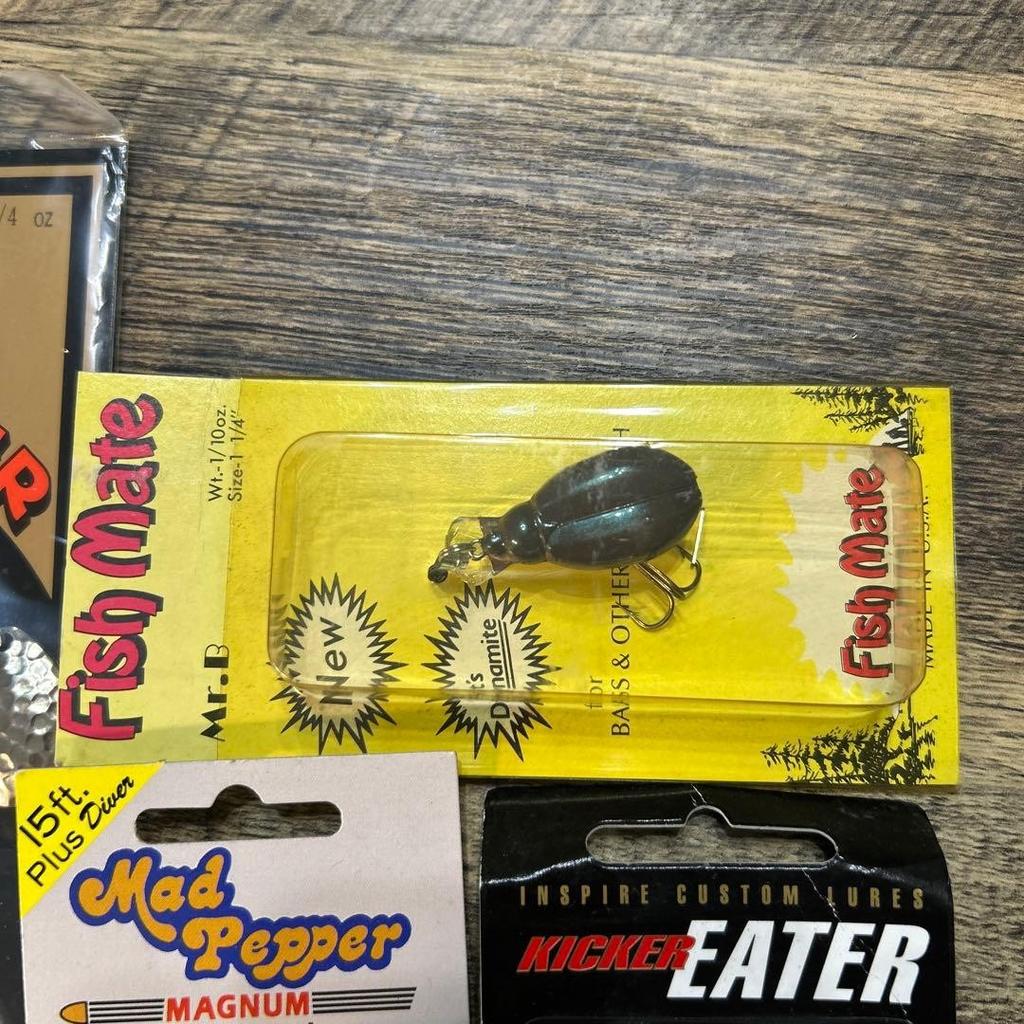 /4 oz
Fish Mate
Wt.-1/10oz.
Size-1 1/4"
Mr.B
New
Dynamite
for
BASS & OTHER
Fish Mate
MADE IN U.S.A.
15ft.
Plus Diver
Mad
Pepper
MAGNUM
INSPIRE CUSTOM LURES
KICKER EATER